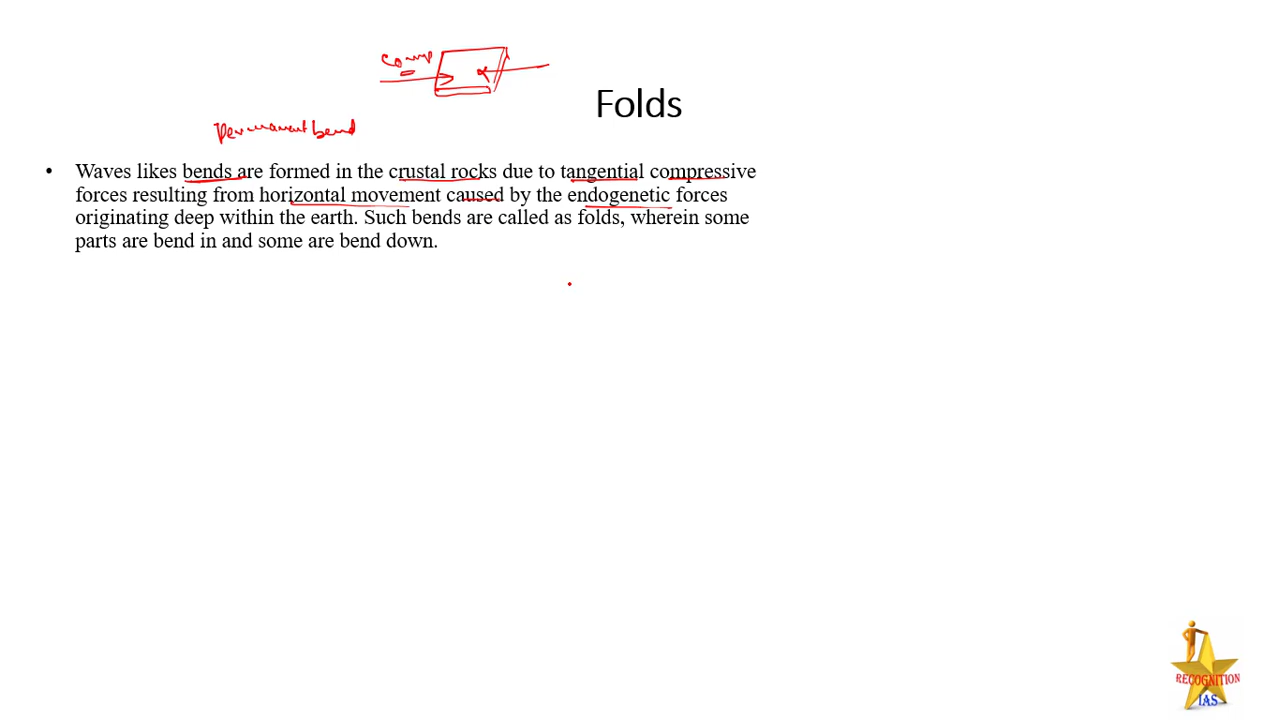 comp
Folds
Permanent bend
• Waves likes bends are formed in the crustal rocks due to tangential compressive
forces resulting from horizontal movement caused by the endogenetic forces
originating deep within the earth. Such bends are called as folds, wherein some
parts are bend in and some are bend down.
RECOGNITION
IAS